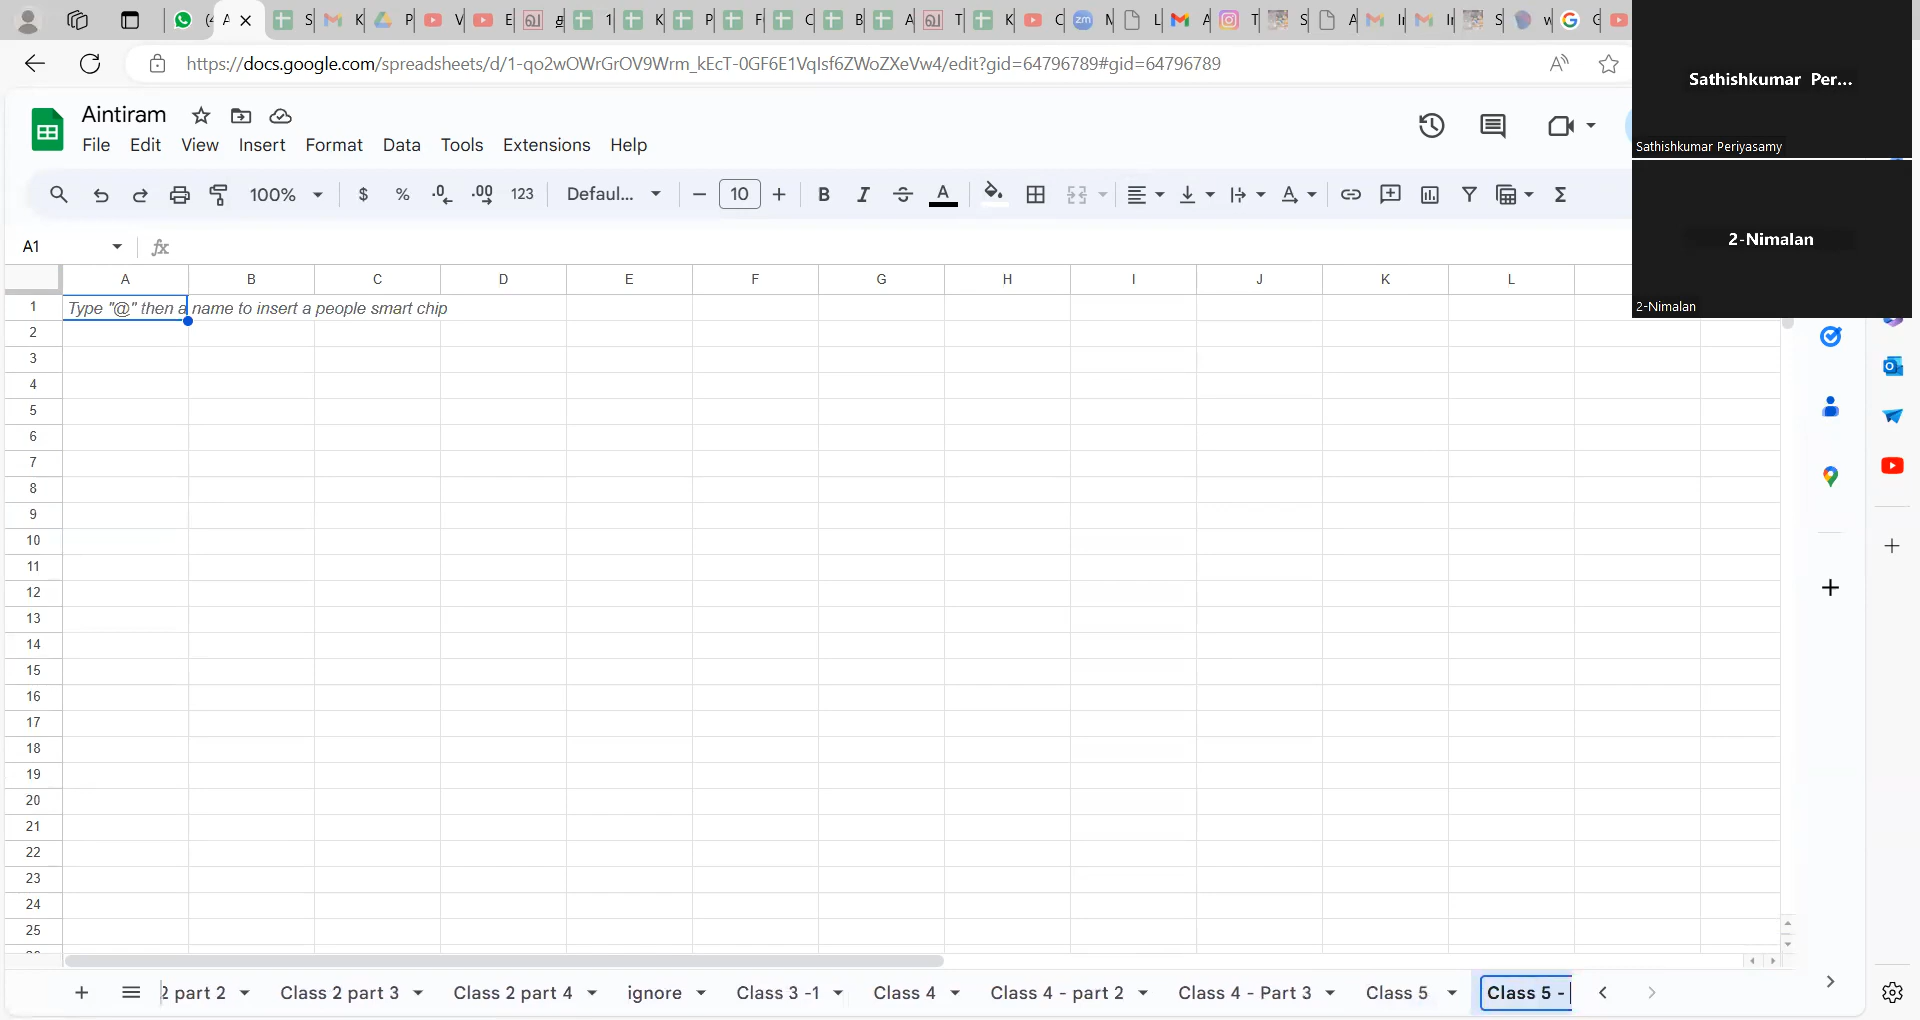 https://docs.google.com/spreadsheets/d/1-qo2wOWrGrOV9Wrm_kEcT-0GF6E1VqIsf6ZWoZXeVw4/edit?gid=64796789#gid=64796789
Sathishkumar Per...
Sathishkumar Periyasamy
2-Nimalan
2-Nimalan
Aintiram
File Edit View Insert Format Data Tools Extensions Help
100% $ % .0 .00 123 Defaul... 10 B I A
A1 fx
A B C D E F G H I J K L
1 Type "@" then a name to insert a people smart chip
2
3
4
5
6
7
8
9
10
11
12
13
14
15
16
17
18
19
20
21
22
23
24
25
2 part 2 Class 2 part 3 Class 2 part 4 ignore Class 3 -1 Class 4 Class 4 - part 2 Class 4 - Part 3 Class 5 Class 5 -